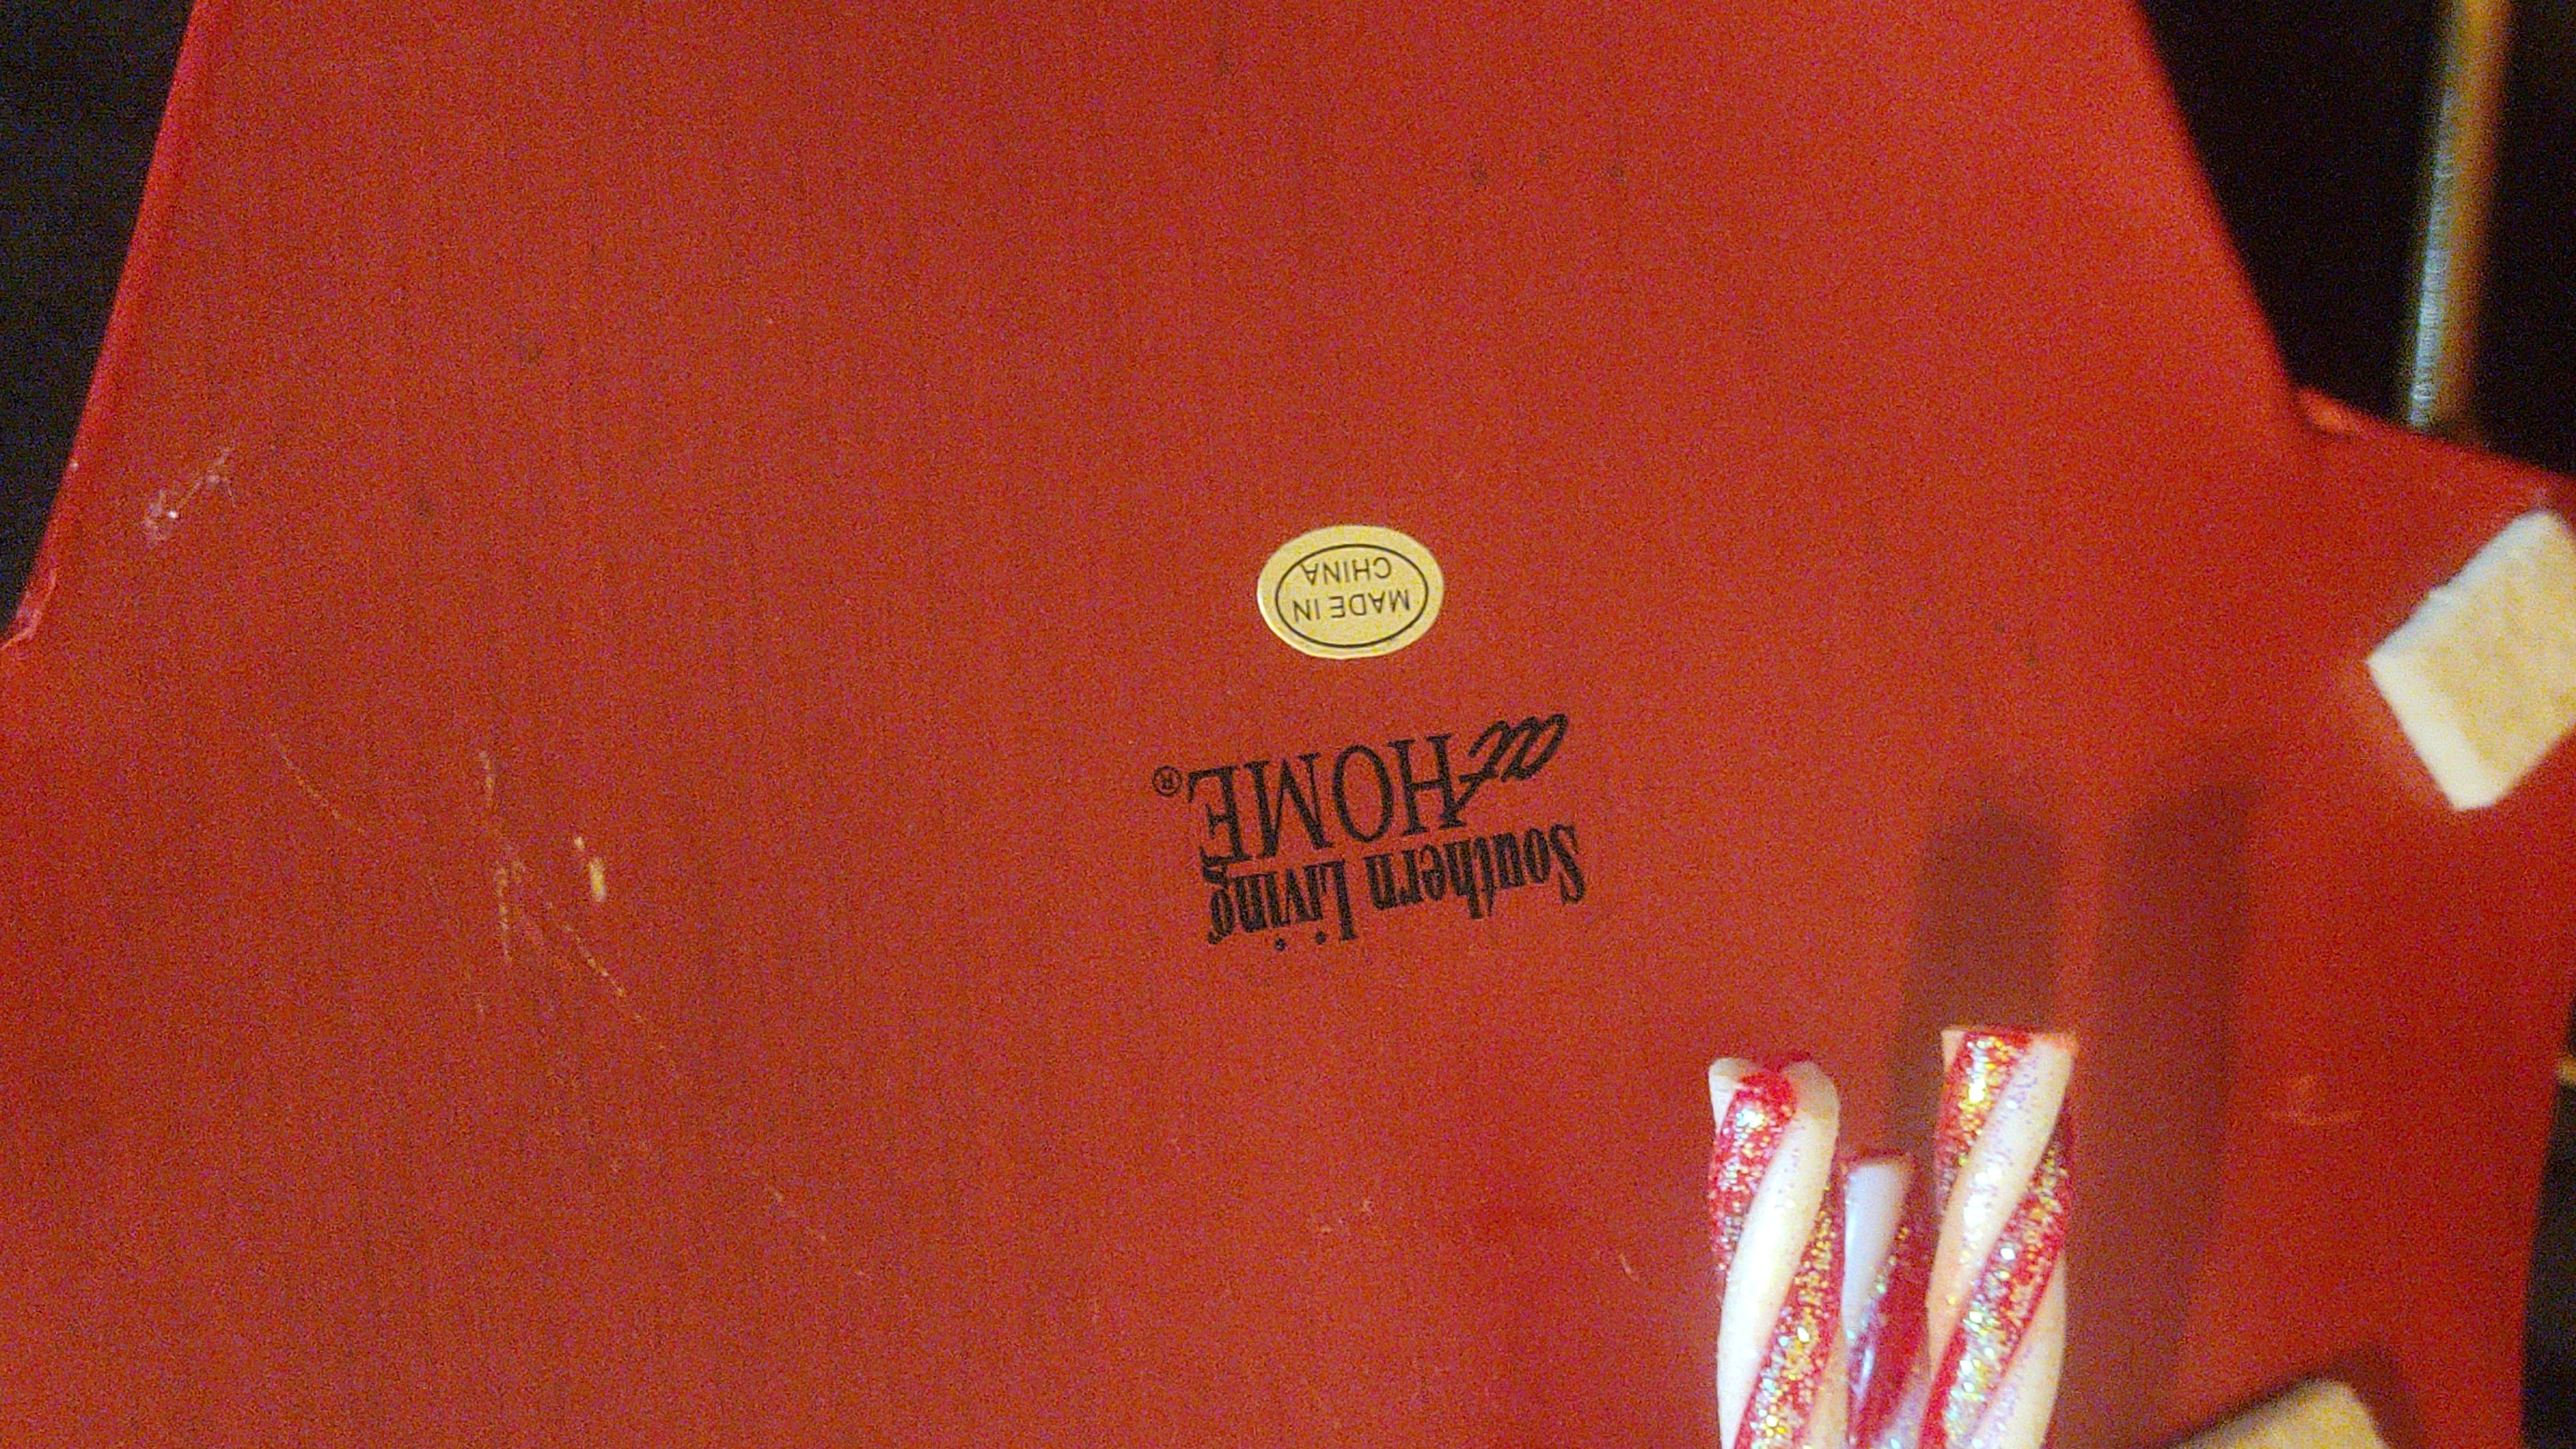 Southern Living
at HOME®
MADE IN
CHINA